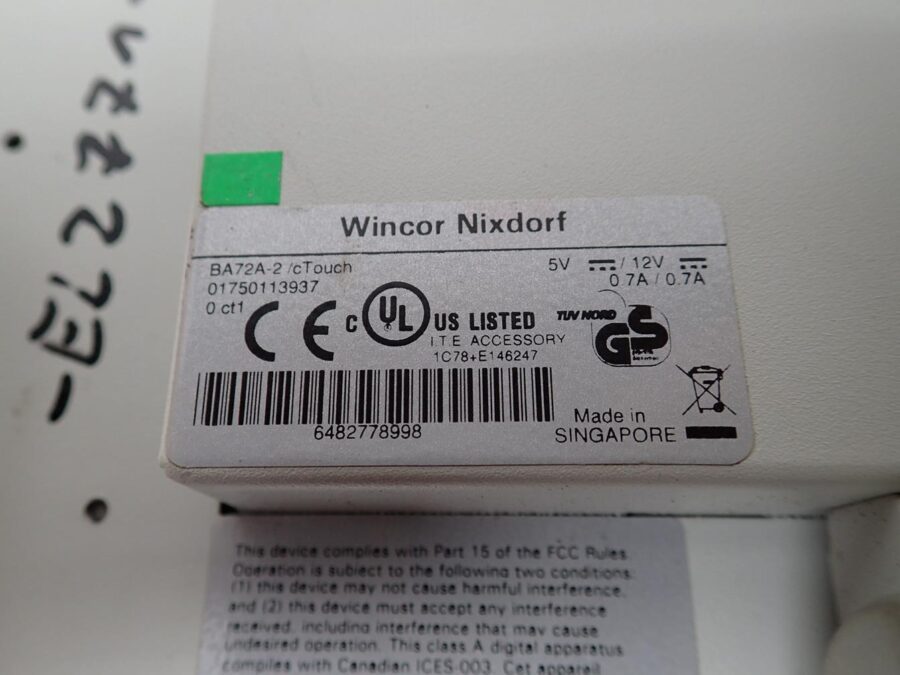 Wincor Nixdorf
BA72A-2 /cTouch
01750113937
0 ct1
5V / 12V
0.7A / 0.7A
CE
c UL US LISTED
I.T.E ACCESSORY
1C78+E146247
TUV NORD
GS
6482778998
Made in
SINGAPORE
This device complies with Part 15 of the FCC Rules
Operation is subject to the following two conditions:
(1) this device may not cause harmful interference,
and (2) this device must accept any interference
received, including interference that may cause
undesired operation. This class A digital apparatus
complies with Canadian ICES-003. Cet appareil